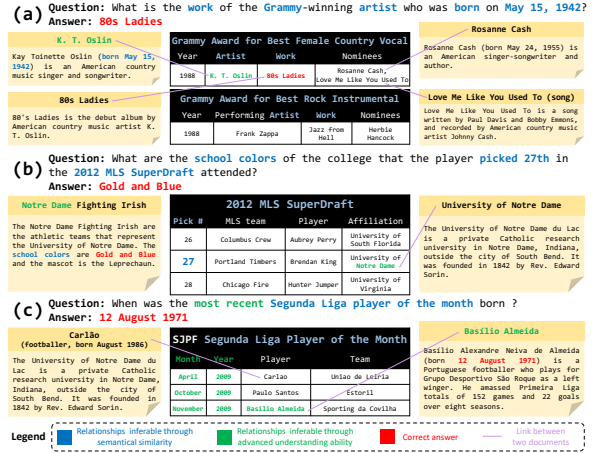 (a) Question: What is the work of the Grammy-winning artist who was born on May 15, 1942?
Answer: 80s Ladies
K. T. Oslin
Kay Toinette Oslin (born May 15,
1942) is an American country
music singer and songwriter.
80s Ladies
80's Ladies is the debut album by
American country music artist K.
T. Oslin.
Grammy Award for Best Female Country Vocal
Year Artist Work Nominees
1988 K. T. Oslin 80s Ladies Rosanne Cash,
Love Me Like You Used To
Grammy Award for Best Rock Instrumental
Year Performing Artist Work Nominees
1988 Frank Zappa Jazz from Hell Herbie Hancock
Rosanne Cash
Rosanne Cash (born May 24, 1955) is
an American singer-songwriter and
author.
Love Me Like You Used To (song)
Love Me Like You Used To is a song
written by Paul Davis and Bobby Emmons,
and recorded by American country music
artist Johnny Cash.
(b) Question: What are the school colors of the college that the player picked 27th in
the 2012 MLS SuperDraft attended?
Answer: Gold and Blue
Notre Dame Fighting Irish
The Notre Dame Fighting Irish are
the athletic teams that represent
the University of Notre Dame. The
school colors are Gold and Blue
and the mascot is the Leprechaun.
2012 MLS SuperDraft
Pick # MLS team Player Affiliation
26 Columbus Crew Aubrey Perry University of South Florida
27 Portland Timbers Brendan King University of Notre Dame
28 Chicago Fire Hunter Jumper University of Virginia
University of Notre Dame
The University of Notre Dame du Lac
is a private Catholic research
university in Notre Dame, Indiana,
outside the city of South Bend. It
was founded in 1842 by Rev. Edward
Sorin.
(c) Question: When was the most recent Segunda Liga player of the month born ?
Answer: 12 August 1971
Carlão
(footballer, born August 1986)
The University of Notre Dame du
Lac is a private Catholic
research university in Notre Dame,
Indiana, outside the city of
South Bend. It was founded in
1842 by Rev. Edward Sorin.
SJPF Segunda Liga Player of the Month
Month Year Player Team
April 2009 Carlao Uniao de Leiria
October 2009 Paulo Santos Estoril
November 2009 Basílio Almeida Sporting da Covilha
Basílio Almeida
Basílio Alexandre Neiva de Almeida
(born 12 August 1971) is a
Portuguese footballer who plays for
Grupo Desportivo São Roque as a left
winger. He amassed Primeira Liga
totals of 152 games and 22 goals
over eight seasons.
Legend
Relationships inferable through
semantical similarity
Relationships inferable through
advanced understanding ability
Correct answer
Link between
two documents